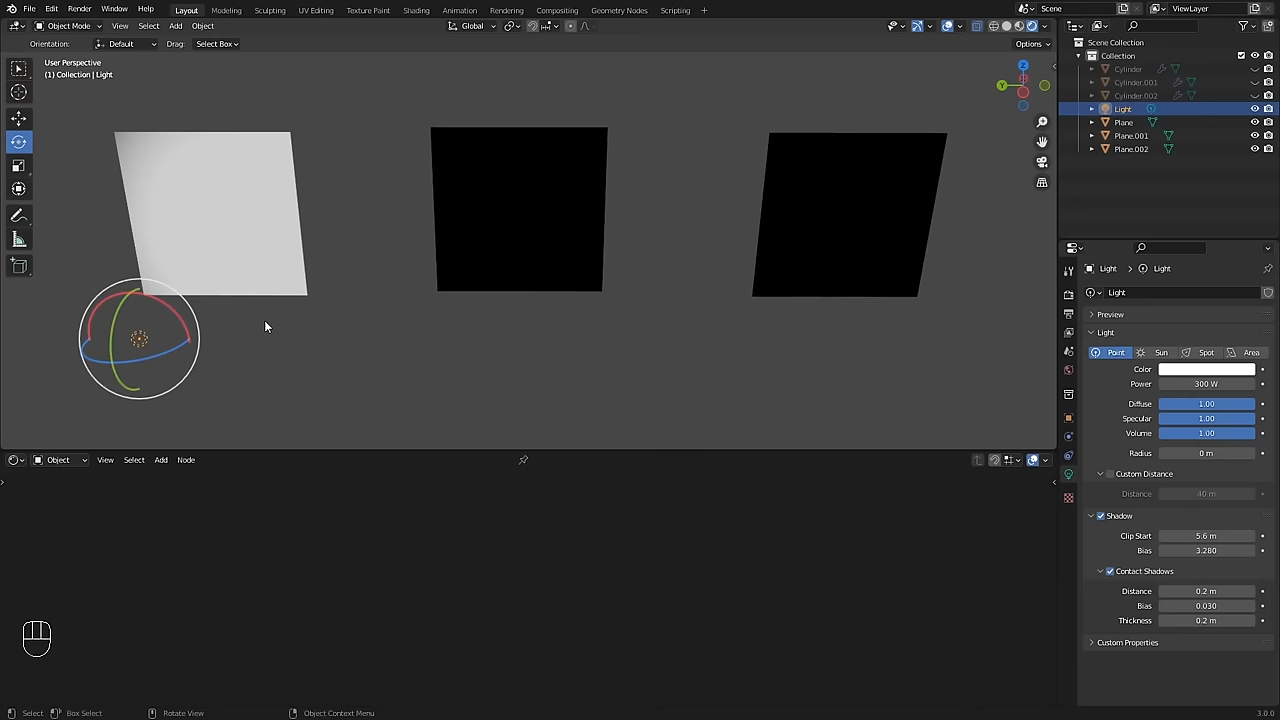 File Edit Render Window Help Layout Modeling Sculpting UV Editing Texture Paint Shading Animation Rendering Compositing Geometry Nodes Scripting + Scene ViewLayer
Object Mode View Select Add Object Global
Orientation: Default Drag: Select Box Options
User Perspective
(1) Collection | Light
Z
Y
Scene Collection
Collection
Cylinder
Cylinder.001
Cylinder.002
Light
Plane
Plane.001
Plane.002
Light > Light
Light
Preview
Light
Point Sun Spot Area
Color
Power 300 W
Diffuse 1.00
Specular 1.00
Volume 1.00
Radius 0 m
Custom Distance
Distance 40 m
Shadow
Clip Start 5.6 m
Bias 3.280
Contact Shadows
Distance 0.2 m
Bias 0.030
Thickness 0.2 m
Custom Properties
Object View Select Add Node
Select Box Select Rotate View Object Context Menu 3.0.0